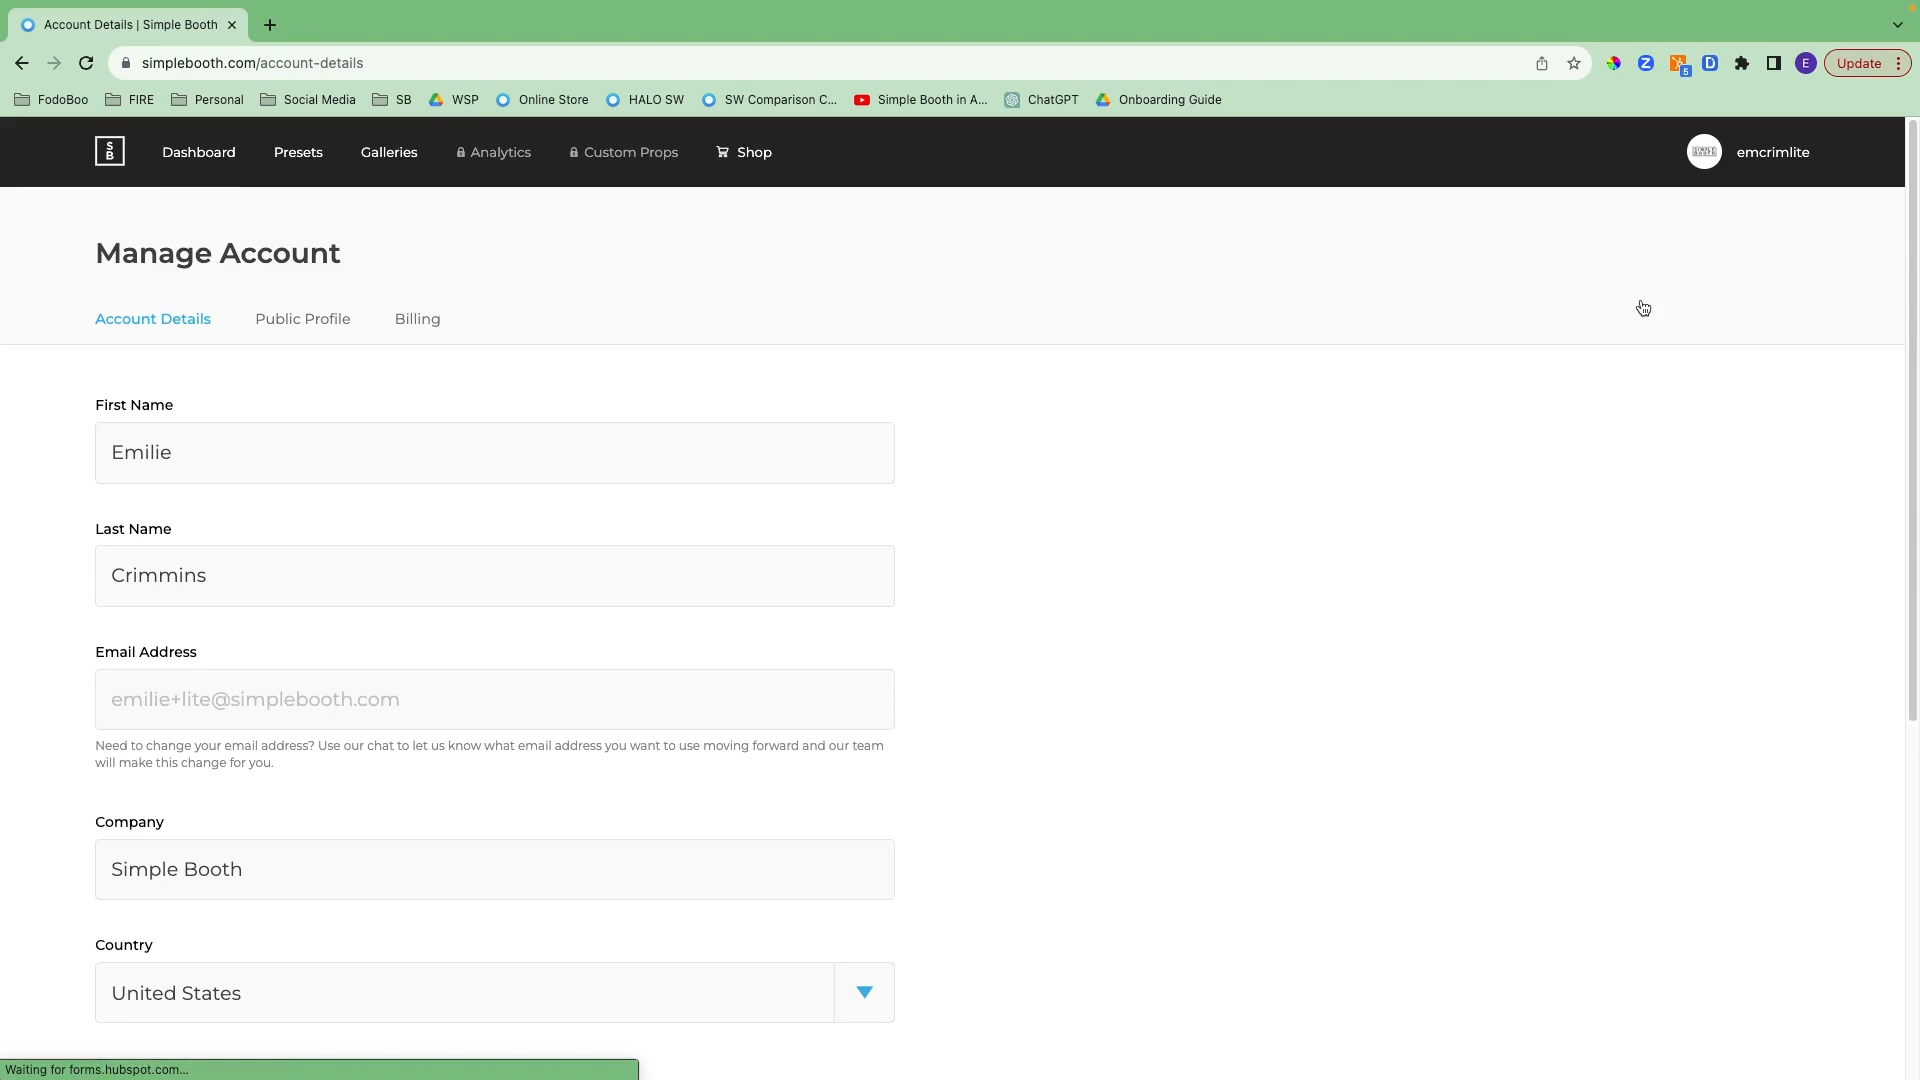 Account Details | Simple Booth
simplebooth.com/account-details
5
E
Update
FodoBoo
FIRE
Personal
Social Media
SB
WSP
Online Store
HALO SW
SW Comparison C...
Simple Booth in A...
ChatGPT
Onboarding Guide
S
B
Dashboard
Presets
Galleries
Analytics
Custom Props
Shop
SIMPLE
BOOTH
emcrimlite
Manage Account
Account Details
Public Profile
Billing
First Name
Emilie
Last Name
Crimmins
Email Address
emilie+lite@simplebooth.com
Need to change your email address? Use our chat to let us know what email address you want to use moving forward and our team
will make this change for you.
Company
Simple Booth
Country
United States
Waiting for forms.hubspot.com...